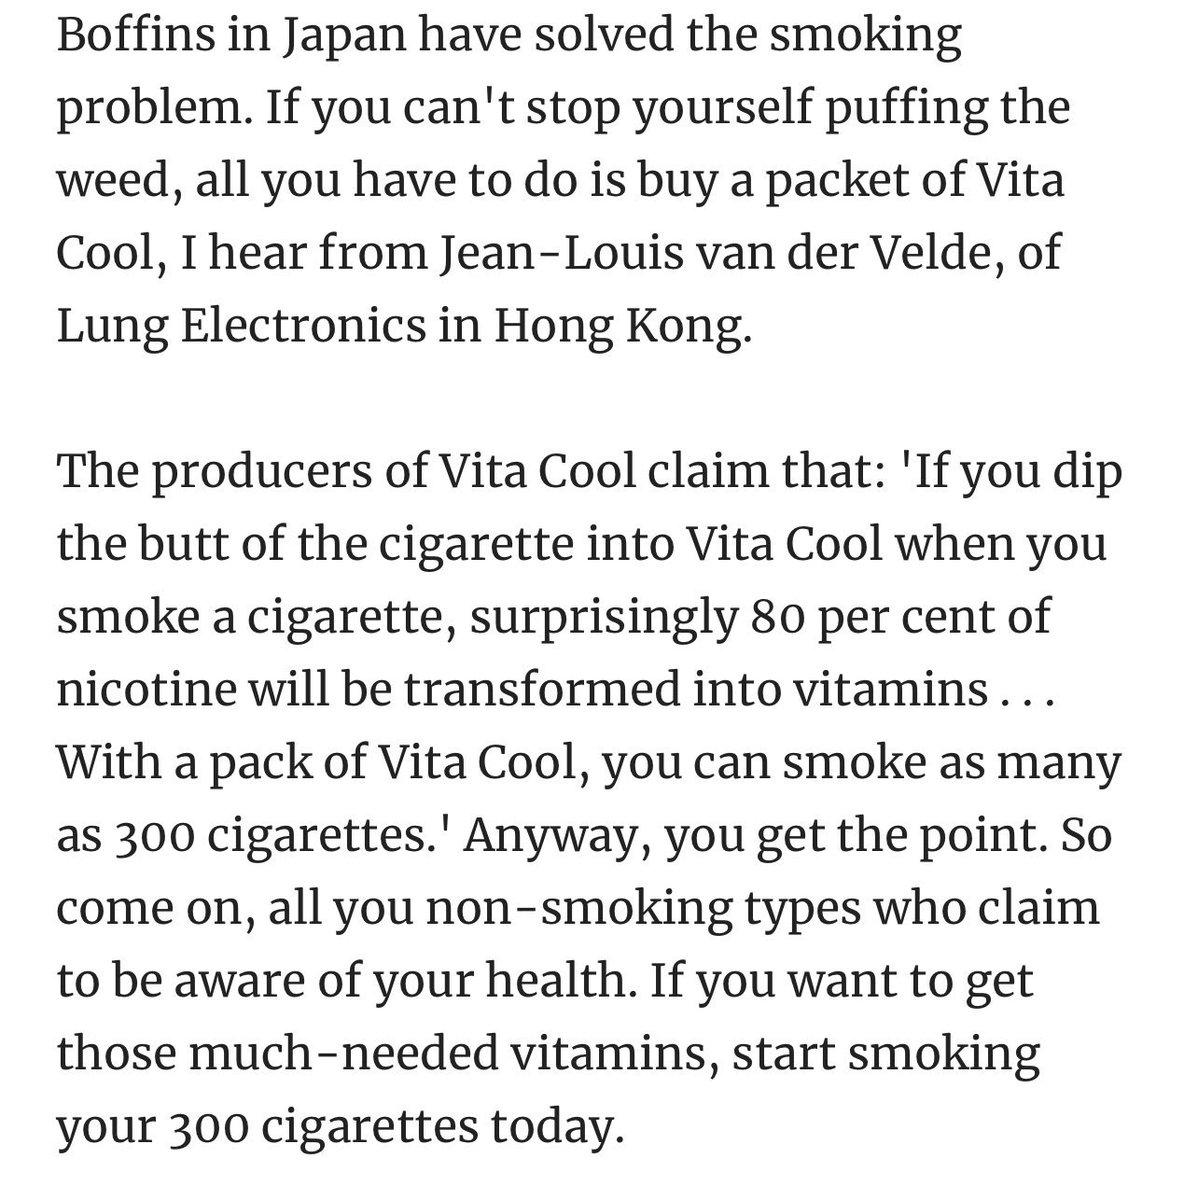 Boffins in Japan have solved the smoking
problem. If you can't stop yourself puffing the
weed, all you have to do is buy a packet of Vita
Cool, I hear from Jean-Louis van der Velde, of
Lung Electronics in Hong Kong.
The producers of Vita Cool claim that: 'If you dip
the butt of the cigarette into Vita Cool when you
smoke a cigarette, surprisingly 80 per cent of
nicotine will be transformed into vitamins . . .
With a pack of Vita Cool, you can smoke as many
as 300 cigarettes.' Anyway, you get the point. So
come on, all you non-smoking types who claim
to be aware of your health. If you want to get
those much-needed vitamins, start smoking
your 300 cigarettes today.